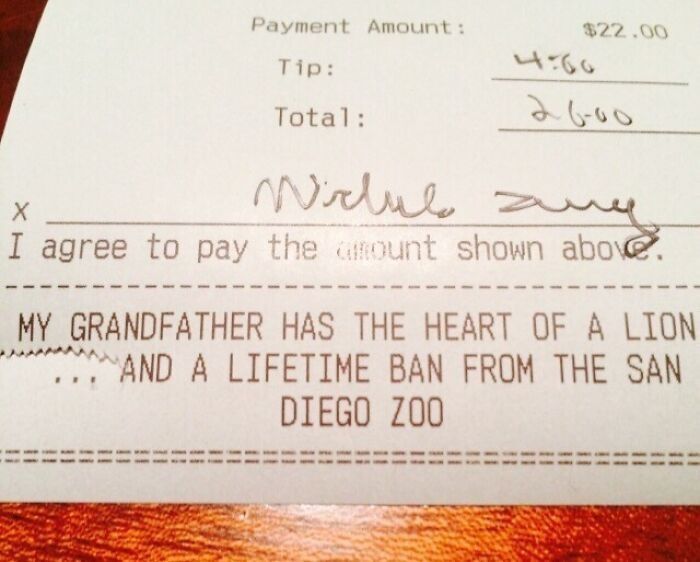 Payment Amount: $22.00
Tip: 4.00
Total: 26.00
x
I agree to pay the amount shown above.
MY GRANDFATHER HAS THE HEART OF A LION
... AND A LIFETIME BAN FROM THE SAN
DIEGO ZOO